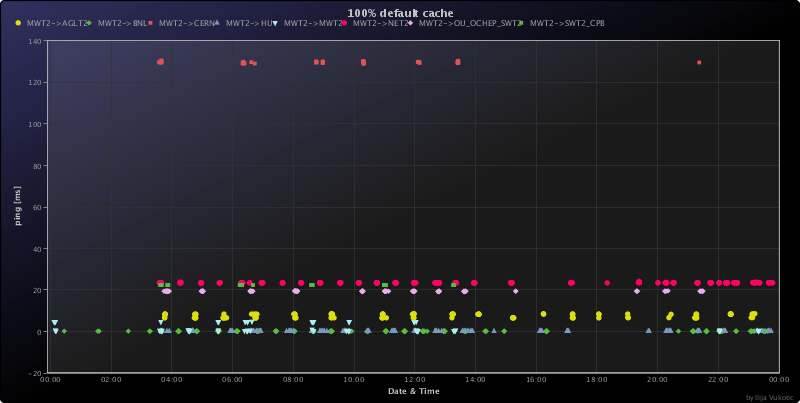 100% default cache
MWT2->AGLT2 MWT2->BNL MWT2->CERN MWT2->HU MWT2->MWT2 MWT2->NET2 MWT2->OU_OCHEP_SWT2 MWT2->SWT2_CPB
140
120
100
80
60
40
20
0
-20
ping [ms]
00:00 02:00 04:00 06:00 08:00 10:00 12:00 14:00 16:00 18:00 20:00 22:00 00:00
Date & Time
by Ilija Vukotic